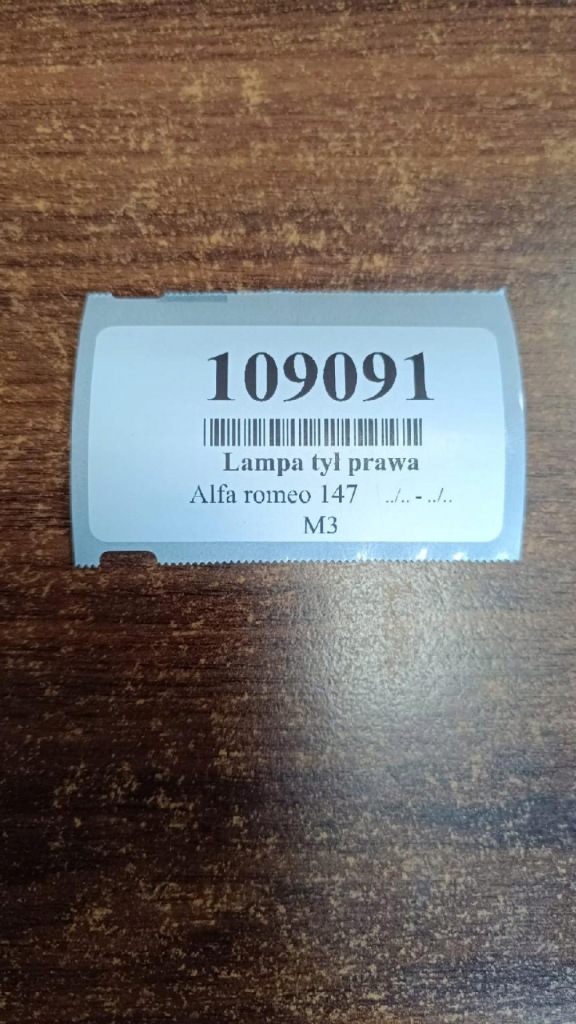 109091
Lampa tył prawa
Alfa romeo 147 ../.. - ../..
M3